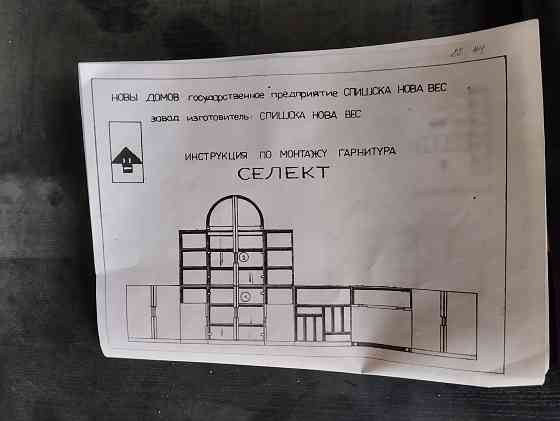 НОВЫ ДОМОВ государственное предприятие СПИШСКА НОВА ВЕС
завод изготовитель: СПИШСКА НОВА ВЕС
ИНСТРУКЦИЯ ПО МОНТАЖУ ГАРНИТУРА
СЕЛЕКТ